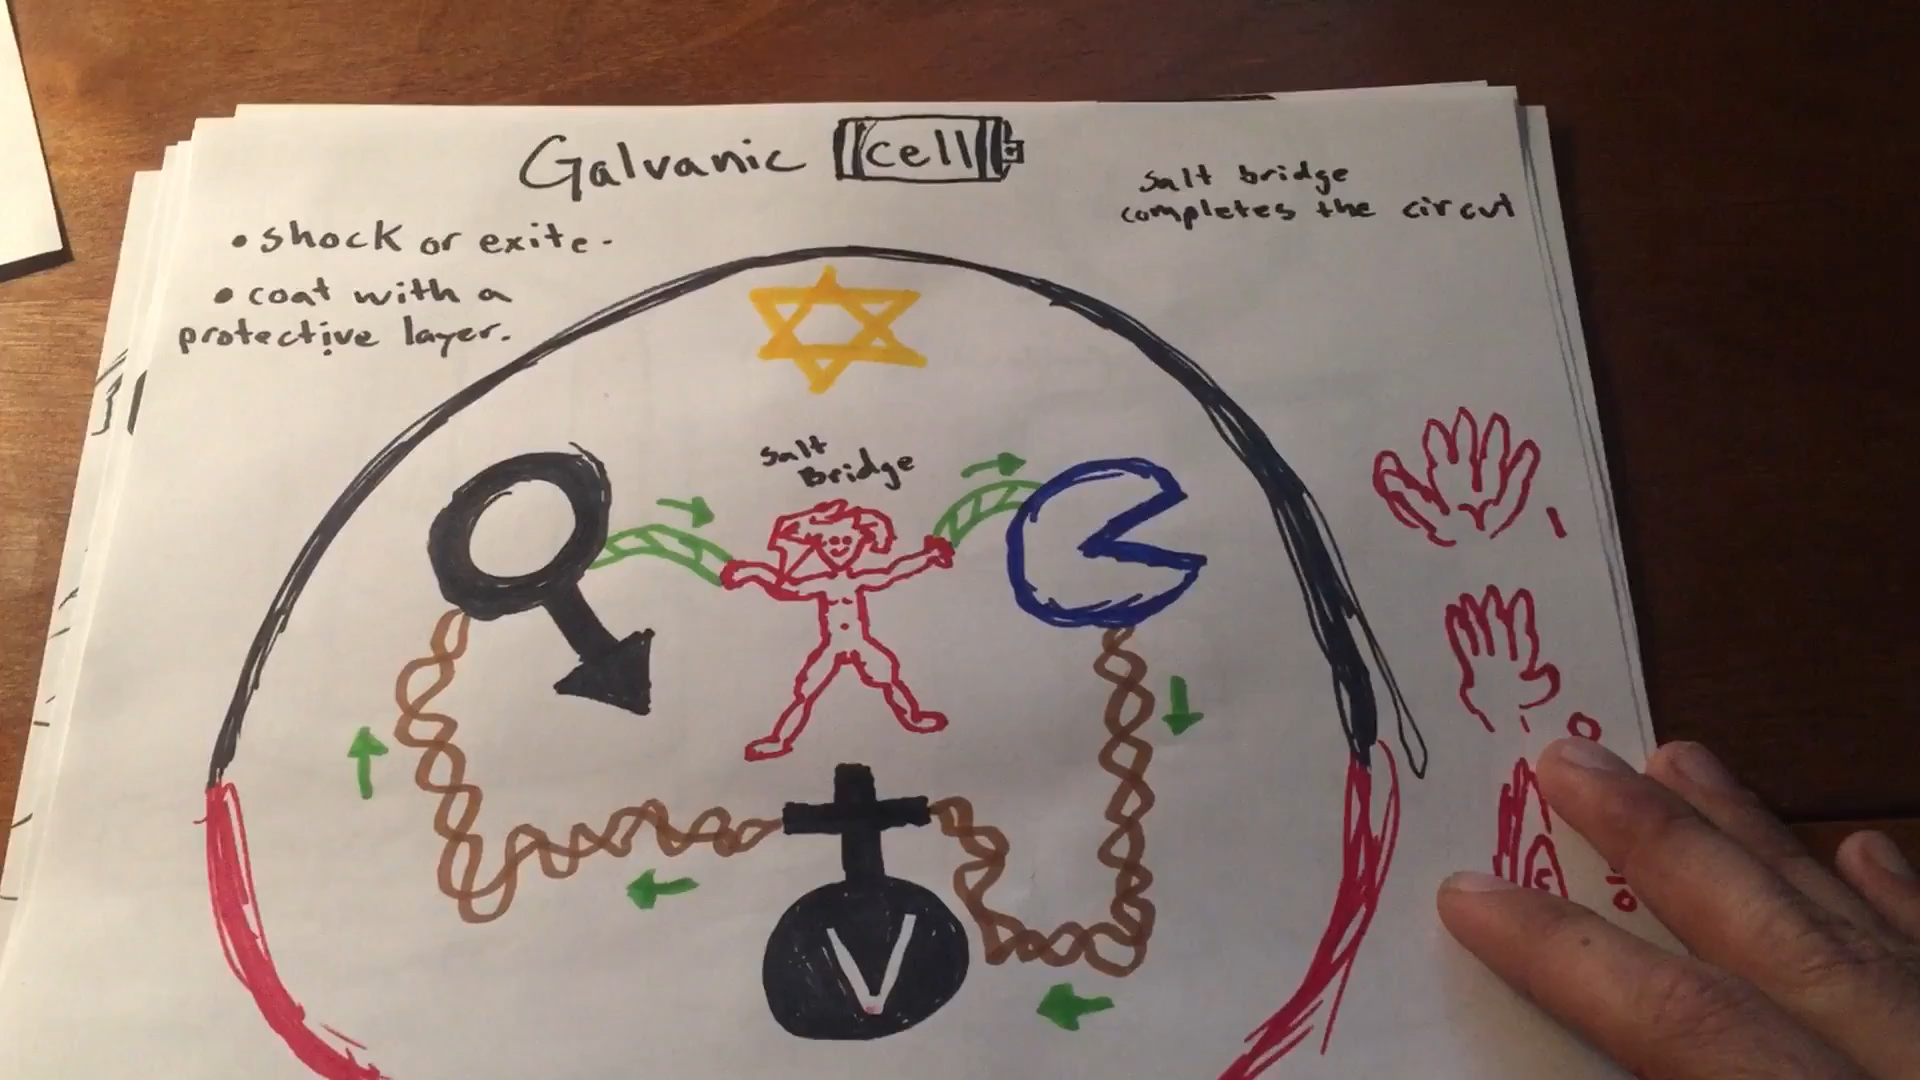 Galvanic cell
salt bridge
completes the circut
• shock or exite.
• coat with a
protective layer.
salt
Bridge
V